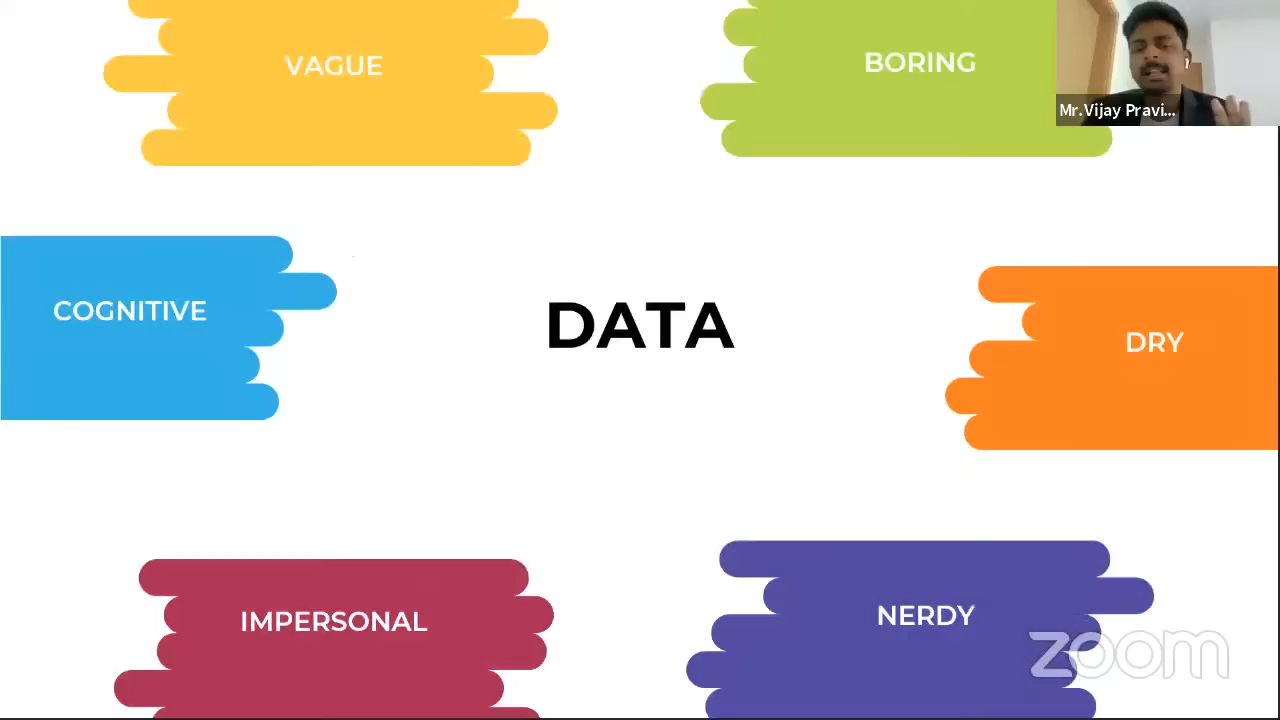 VAGUE
BORING
Mr.Vijay Pravi...
COGNITIVE
DATA
DRY
IMPERSONAL
NERDY
zoom